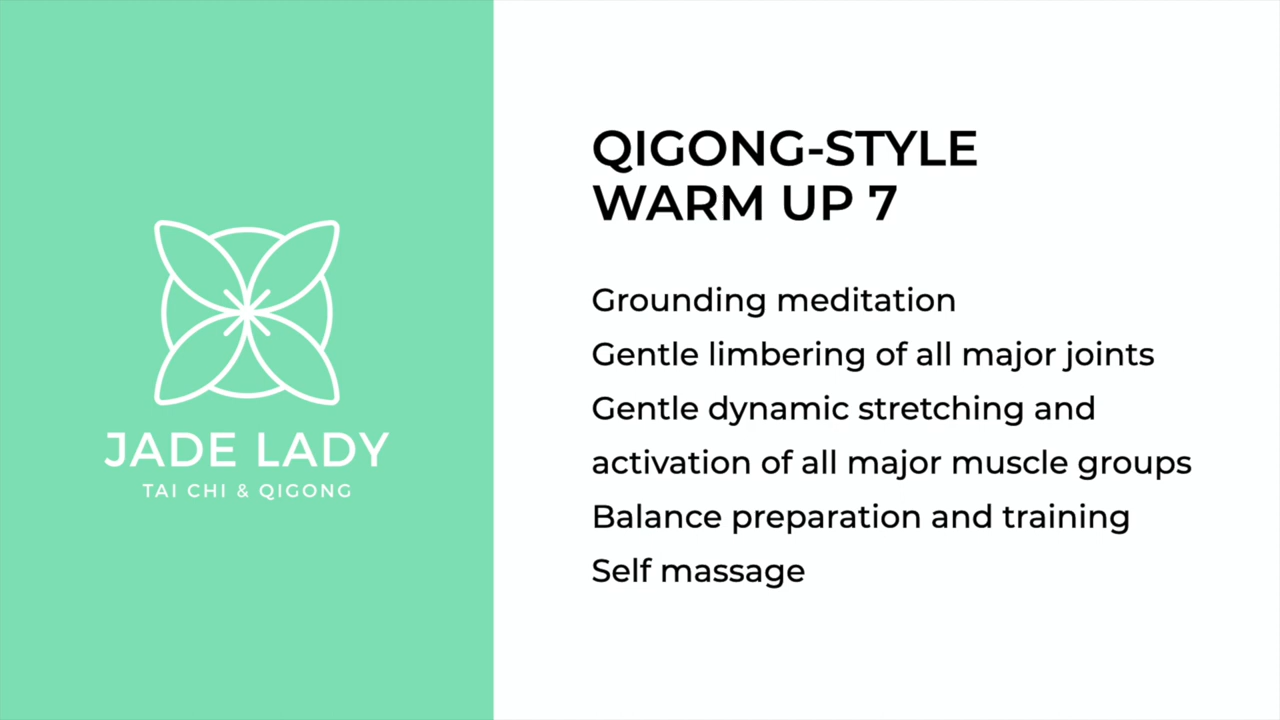 JADE LADY
TAI CHI & QIGONG
QIGONG-STYLE
WARM UP 7
Grounding meditation
Gentle limbering of all major joints
Gentle dynamic stretching and
activation of all major muscle groups
Balance preparation and training
Self massage